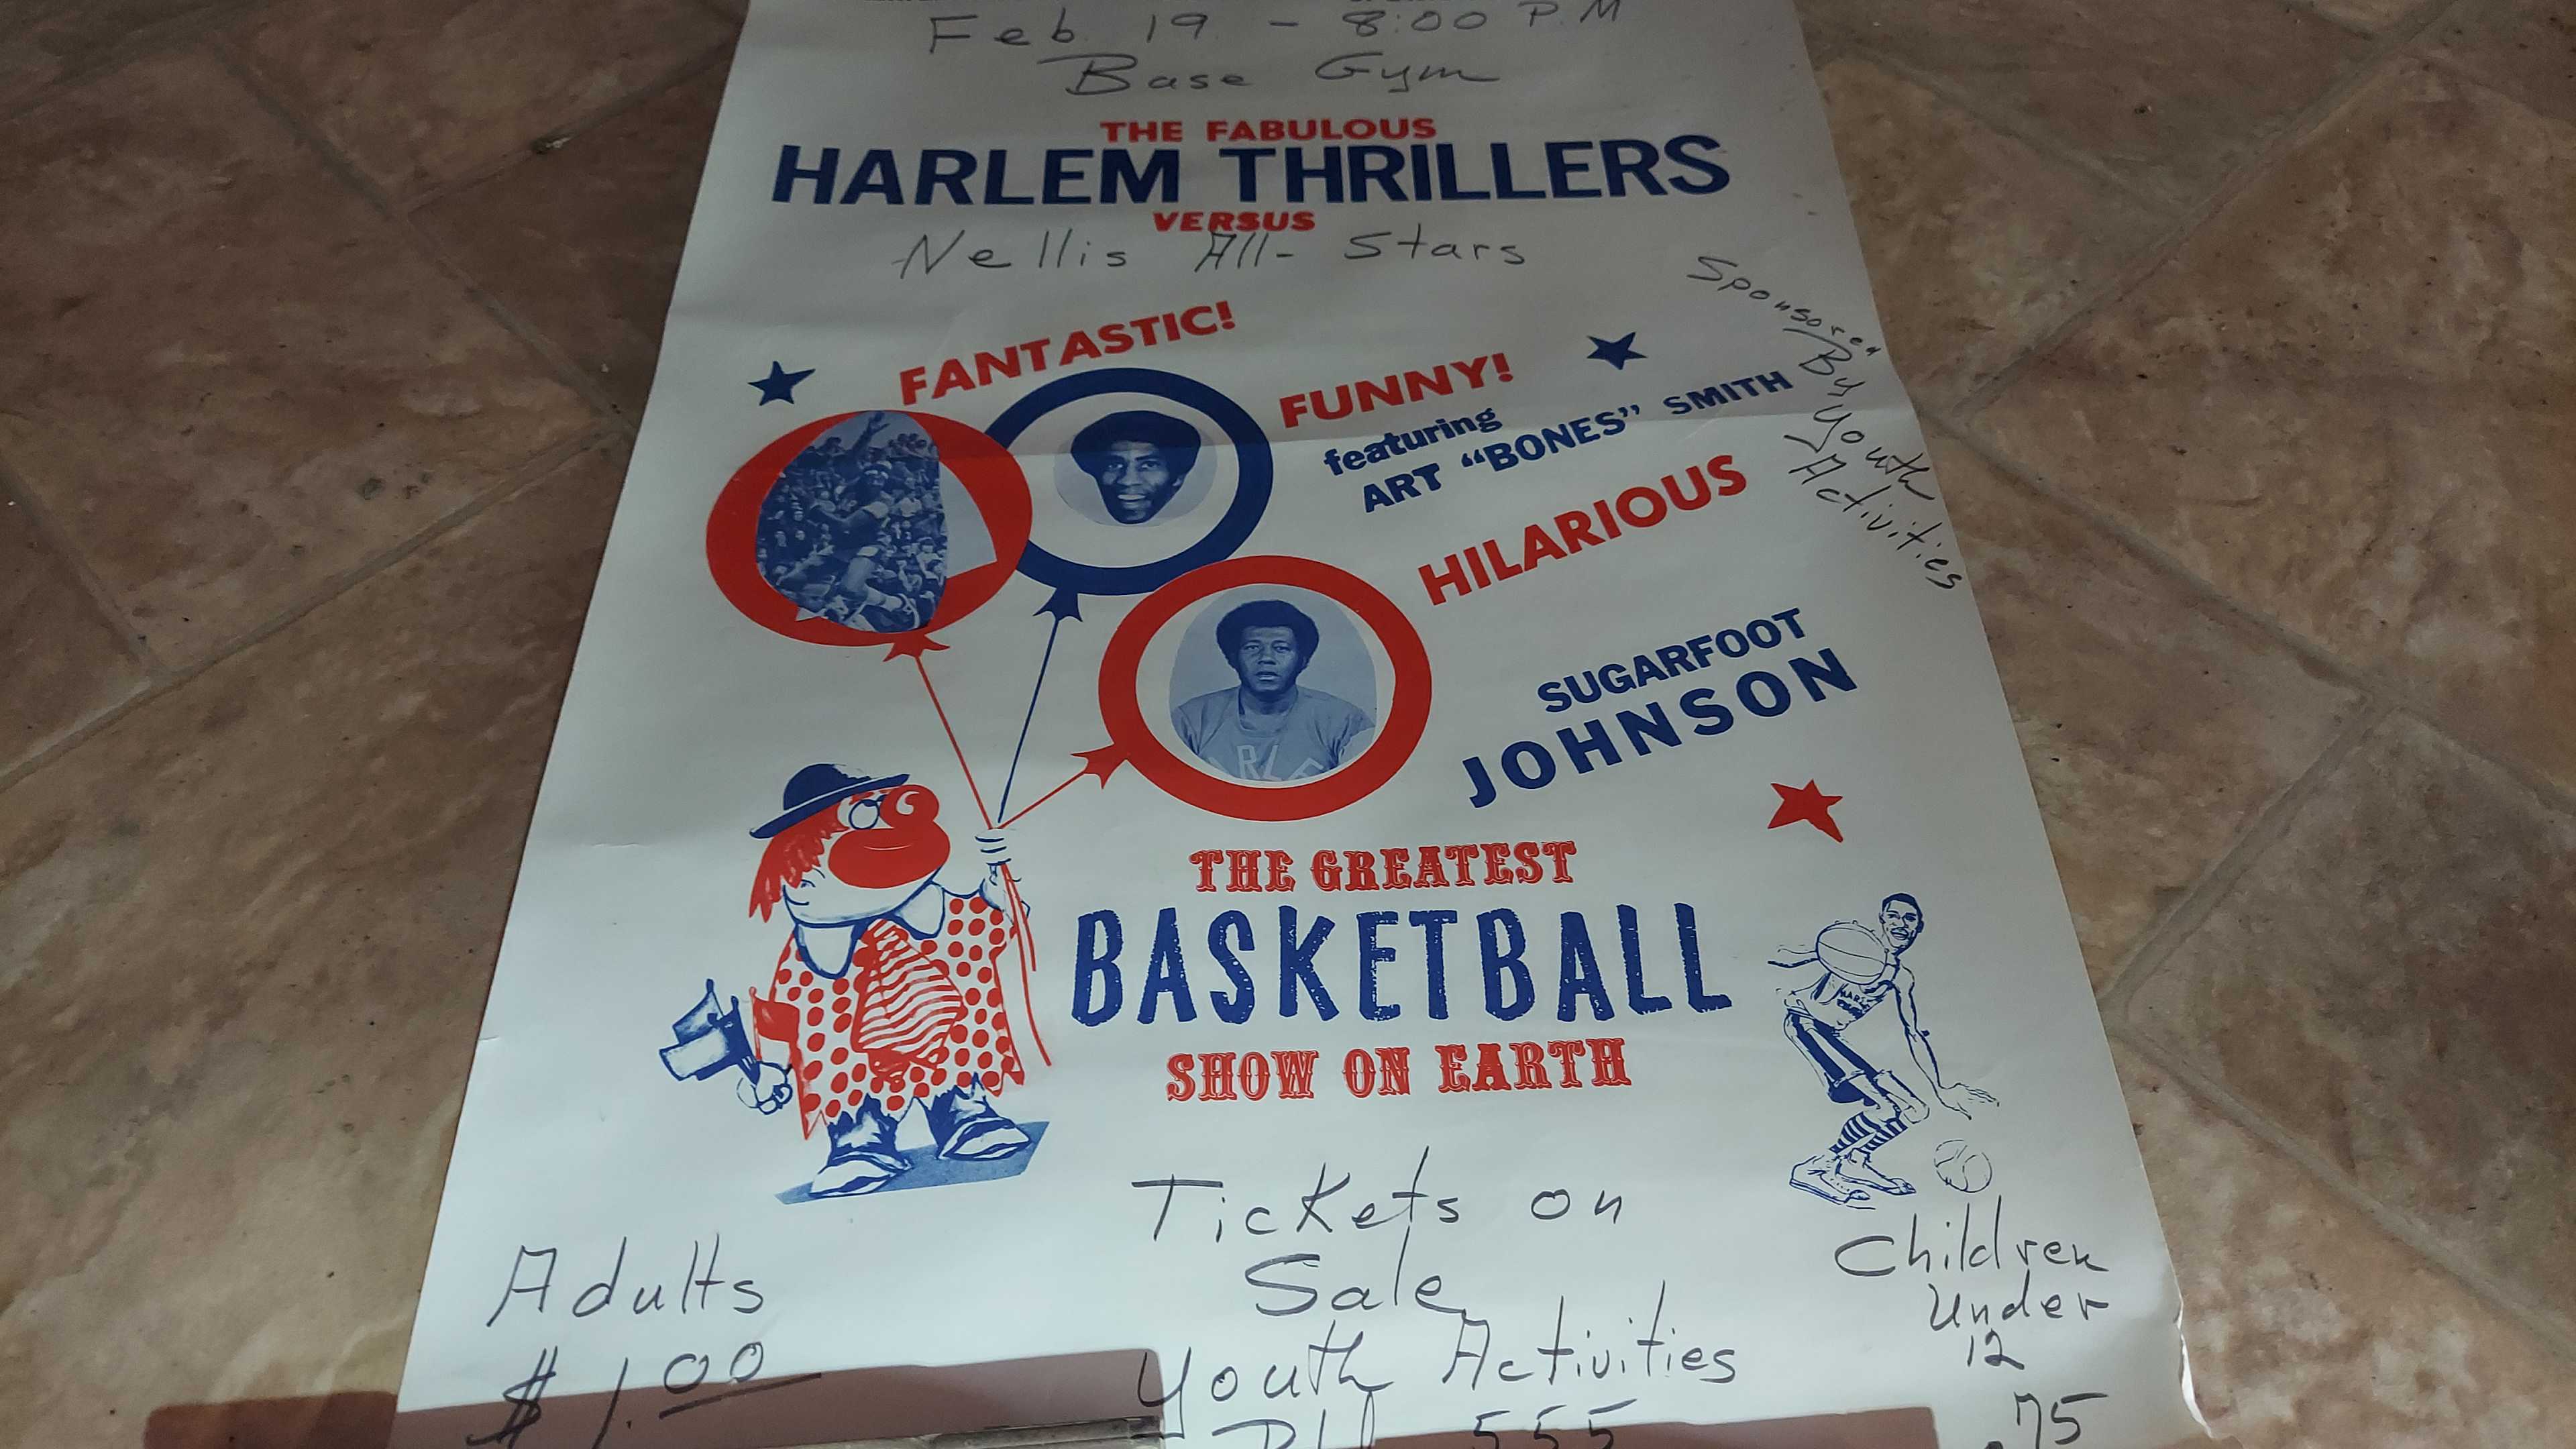 Feb. 19 - 8:00 P.M
Base Gym
THE FABULOUS
HARLEM THRILLERS
VERSUS
Nellis All-Stars
Sponsored
By
Youth
Activities
FANTASTIC!
FUNNY!
featuring
ART “BONES” SMITH
HILARIOUS
RLE
SUGARFOOT
JOHNSON
THE GREATEST
BASKETBALL
SHOW ON EARTH
Tickets on
Sale
Youth Activities
555
Adults
$1.00
Children
Under
12
.75